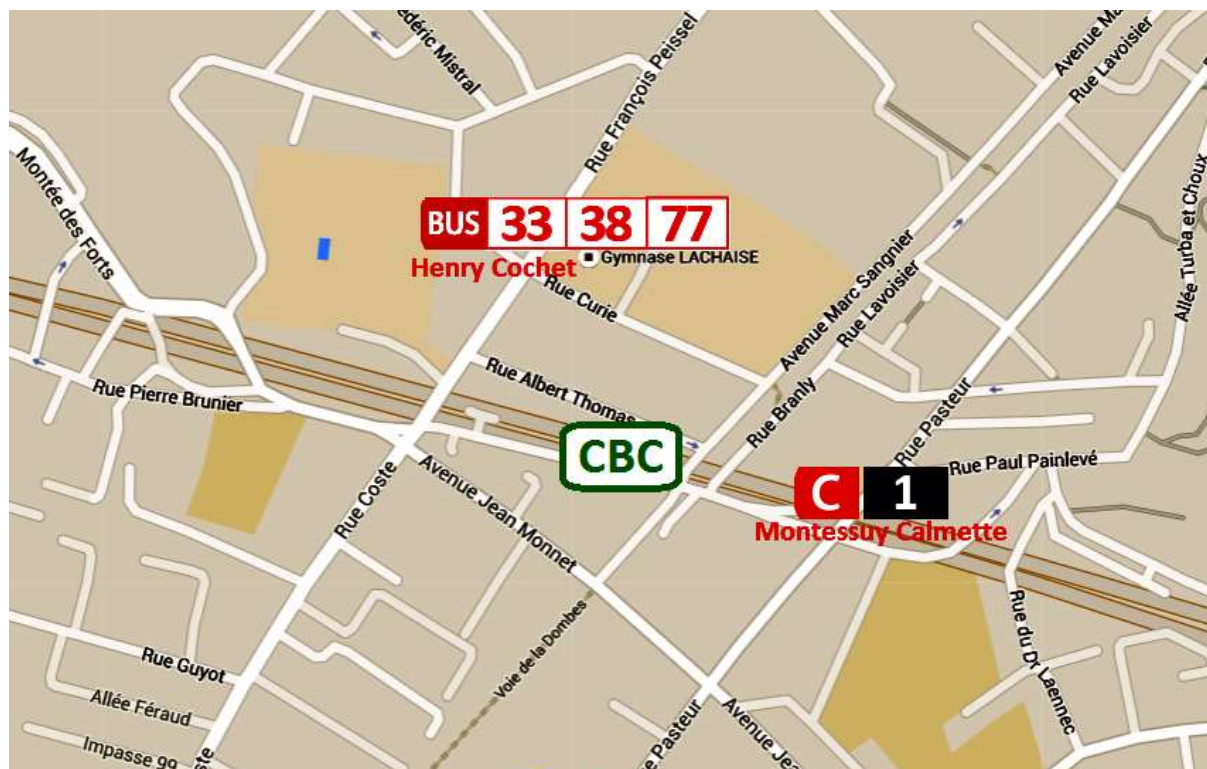 édéric Mistral
Rue François Peissel
Avenue Ma
Rue Lavoisier
Montée des Forts
BUS 33 38 77
Henry Cochet
Gymnase LACHAISE
Rue Curie
Avenue Marc Sangnier
Rue Lavoisier
Allée Turba et Choux
Rue Albert Thomas
Rue Pierre Brunier
Rue Branly
Rue Pasteur
CBC
Rue Paul Painlevé
C 1
Montessuy Calmette
Rue Coste
Avenue Jean Monnet
Voie de la Dombes
Rue du Dr Laennec
Rue Guyot
Allée Féraud
Impasse 99
ste
e Pasteur
Avenue Jea